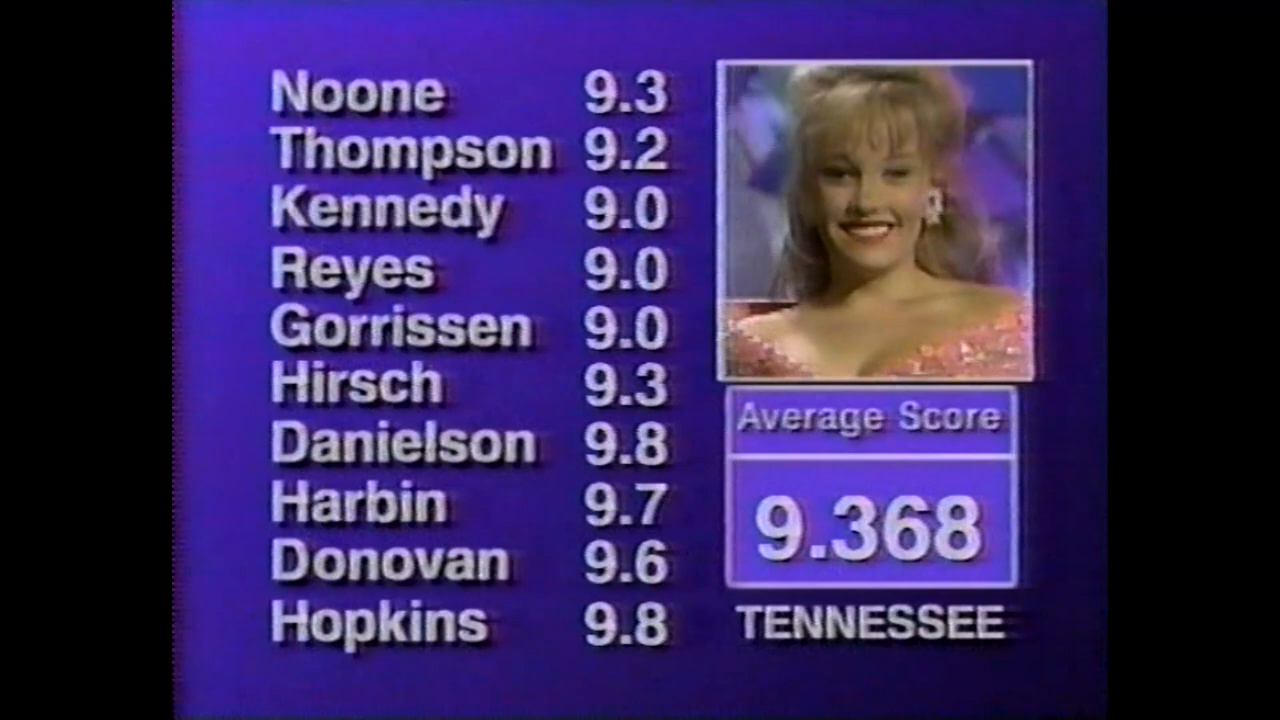 Noone 9.3
Thompson 9.2
Kennedy 9.0
Reyes 9.0
Gorrissen 9.0
Hirsch 9.3
Danielson 9.8
Harbin 9.7
Donovan 9.6
Hopkins 9.8
Average Score
9.368
TENNESSEE